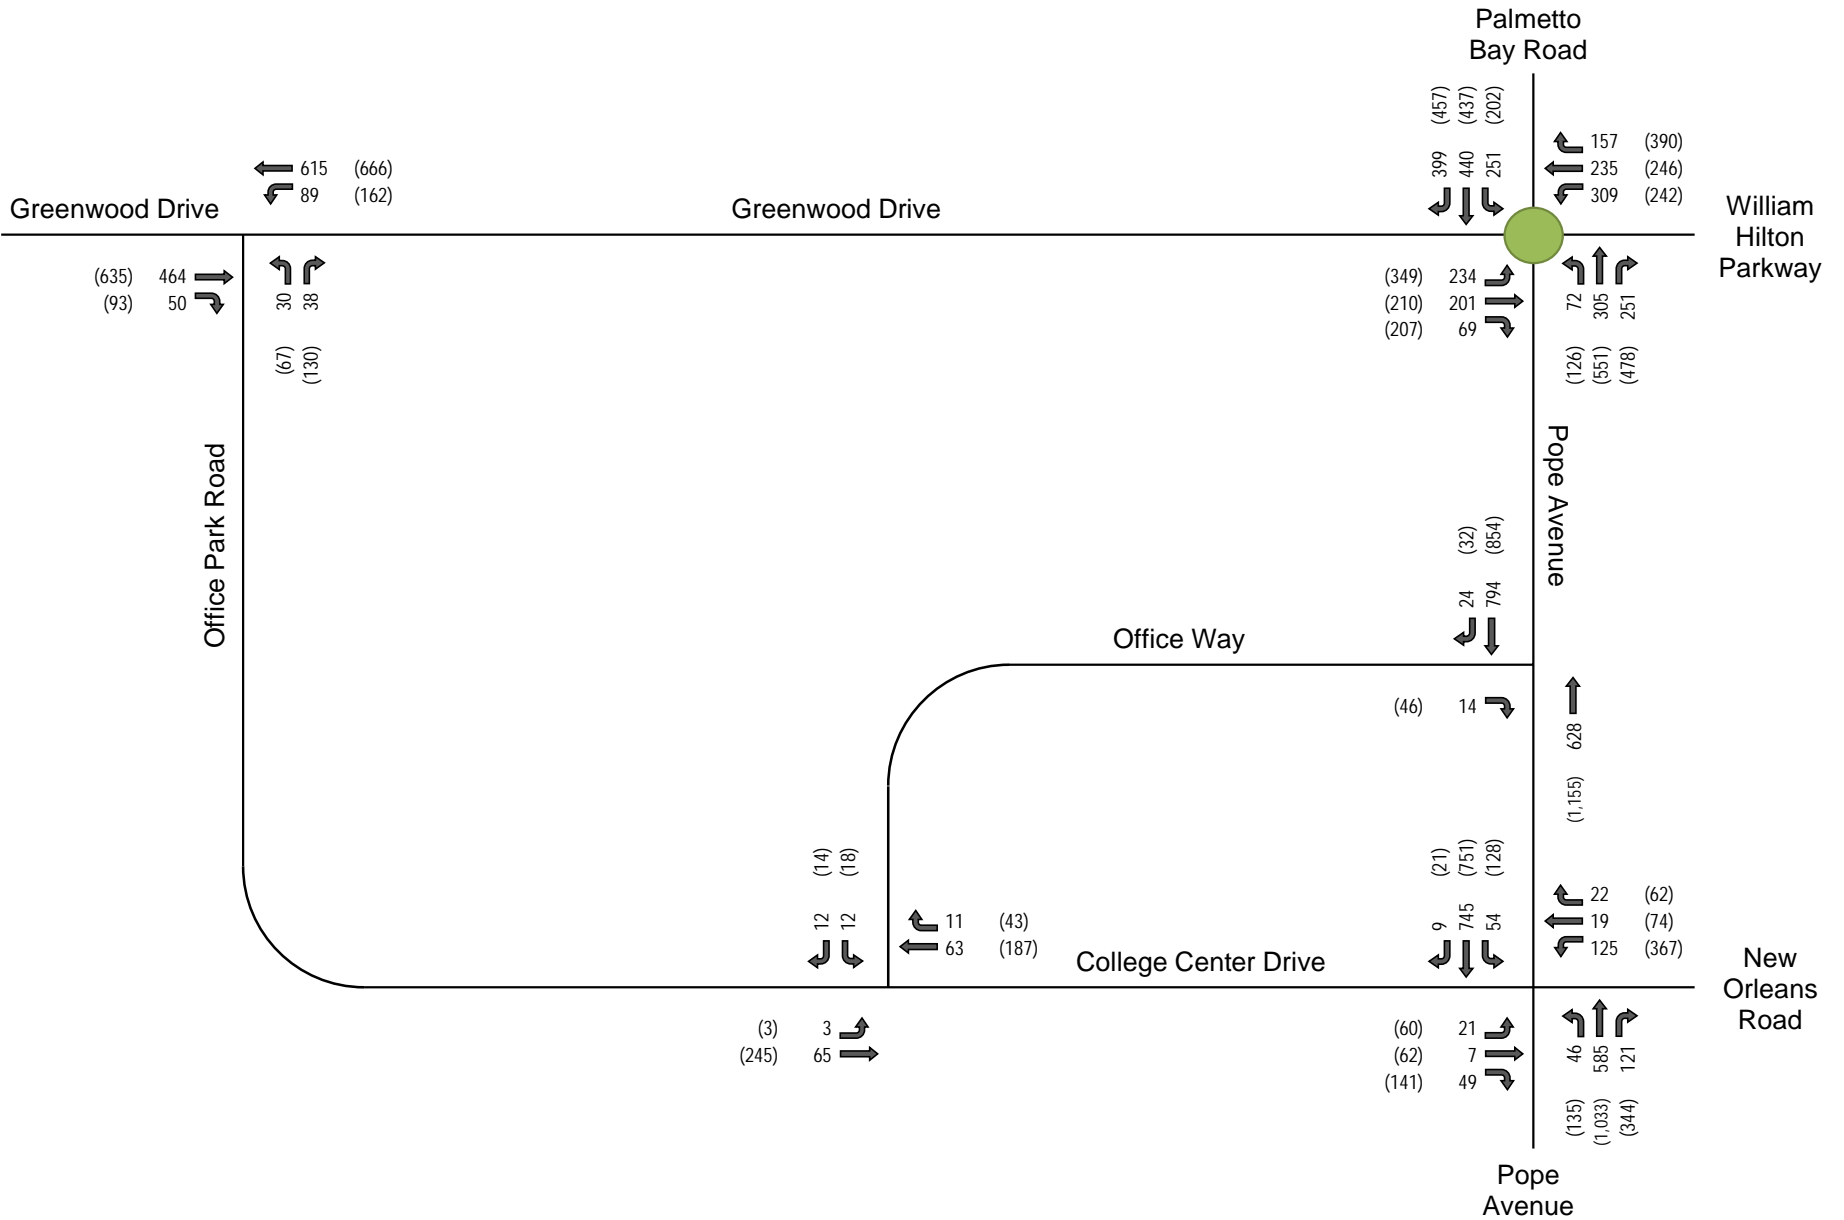 Palmetto
Bay Road
(457) (437) (202)
399 440 251
157 (390)
235 (246)
309 (242)
615 (666)
89 (162)
Greenwood Drive
Greenwood Drive
William
Hilton
Parkway
(635) 464
(93) 50
30 38
(67) (130)
(349) 234
(210) 201
(207) 69
72 305 251
(126) (551) (478)
Office Park Road
Pope Avenue
(32) (854)
24 794
Office Way
(46) 14
628
(1,155)
(14) (18)
12 12
11 (43)
63 (187)
College Center Drive
(21) (751) (128)
9 745 54
22 (62)
19 (74)
125 (367)
New
Orleans
Road
(3) 3
(245) 65
(60) 21
(62) 7
(141) 49
46 585 121
(135) (1,033) (344)
Pope
Avenue